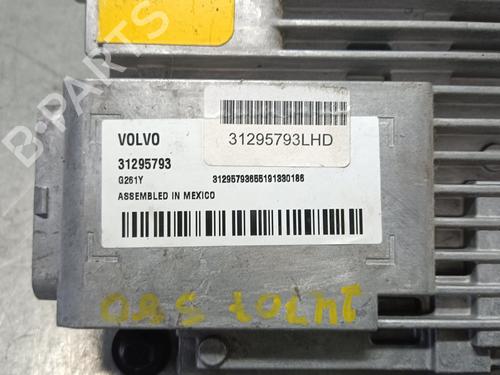 B-PARTS
31295793LHD
VOLVO
31295793
G261Y 31295793655191330186
ASSEMBLED IN MEXICO